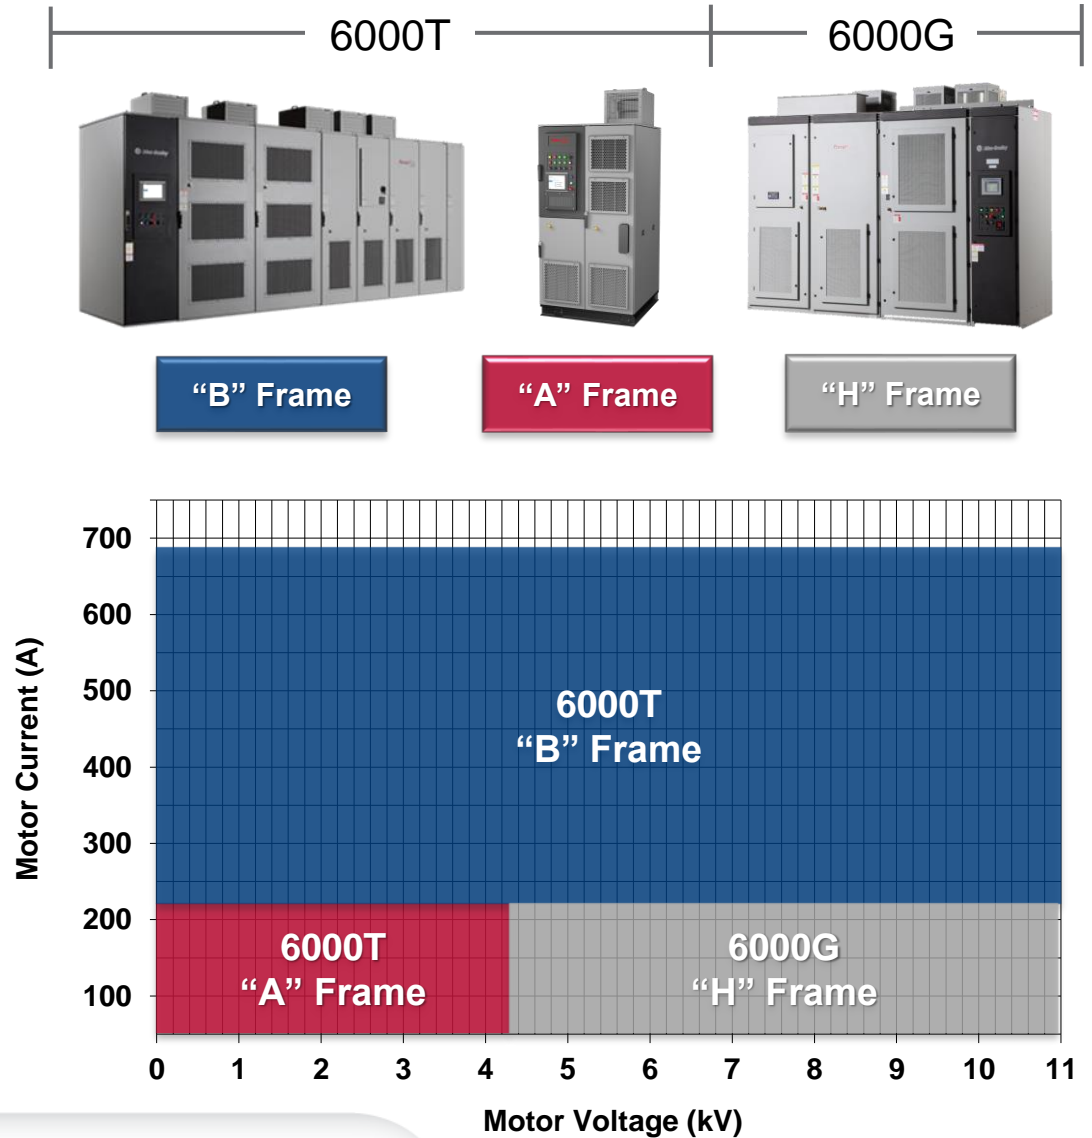 6000T
6000G
“B” Frame
“A” Frame
“H” Frame
Motor Current (A)
700
600
500
400
300
200
100
6000T
“B” Frame
6000T
“A” Frame
6000G
“H” Frame
0 1 2 3 4 5 6 7 8 9 10 11
Motor Voltage (kV)